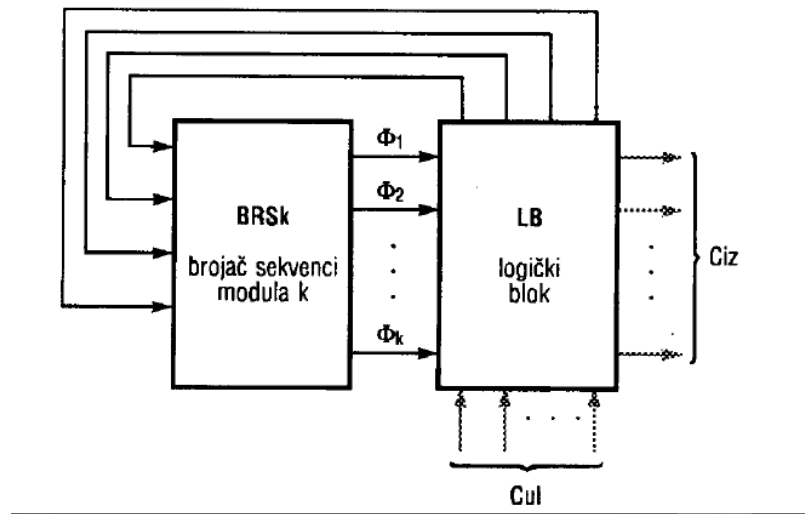 BRSk
brojač sekvenci
modula k
Φ1
Φ2
Φk
LB
logički
blok
Ciz
Cul